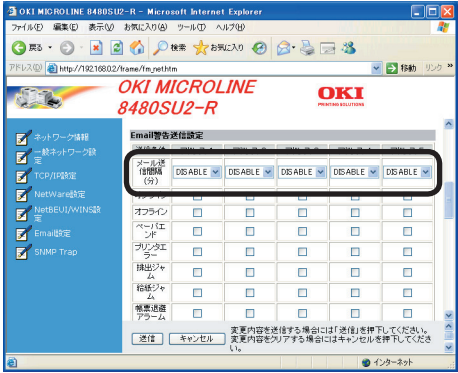 OKI MICROLINE 8480SU2-R - Microsoft Internet Explorer
ファイル(F) 編集(E) 表示(V) お気に入り(A) ツール(T) ヘルプ(H)
戻る 検索 お気に入り
アドレス(D) http://192.168.0.2/frame/fm_net.htm 移動 リンク »
OKI MICROLINE
8480SU2-R
OKI
PRINTING SOLUTIONS
ネットワーク情報
一般ネットワーク設
定
TCP/IP設定
NetWare設定
NetBEUI/WINS設
定
Email設定
SNMP Trap
Email警告送信設定
メール送
信間隔
(分)
DISABLE DISABLE DISABLE DISABLE DISABLE
オフライン
ペーパエ
ンド
プリンタエ
ラー
排出ジャ
ム
給紙ジャ
ム
帳票退避
アラーム
送信 キャンセル
変更内容を送信する場合には「送信」を押下してください。
変更内容をクリアする場合にはキャンセルを押下してくださ
い。
インターネット